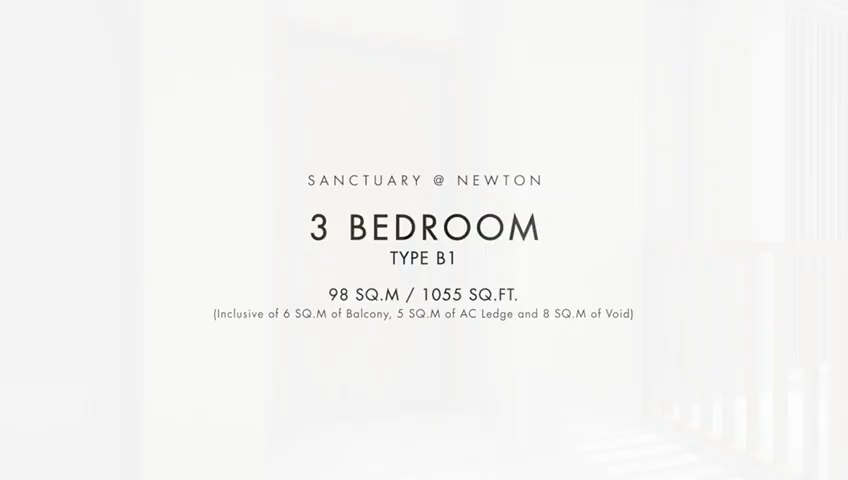 SANCTUARY @ NEWTON
3 BEDROOM
TYPE B1
98 SQ.M / 1055 SQ.FT.
(Inclusive of 6 SQ.M of Balcony, 5 SQ.M of AC Ledge and 8 SQ.M of Void)